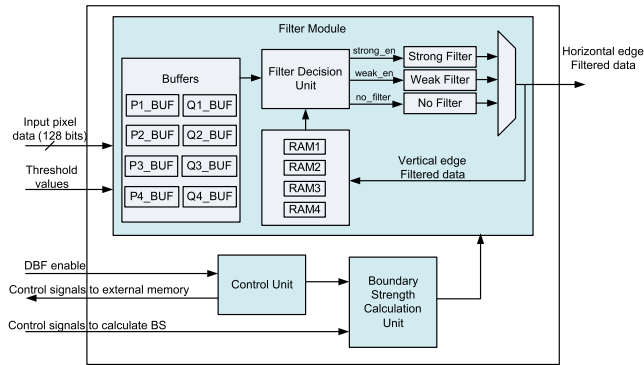 Filter Module
Buffers
P1_BUF
Q1_BUF
P2_BUF
Q2_BUF
P3_BUF
Q3_BUF
P4_BUF
Q4_BUF
Filter Decision
Unit
strong_en
weak_en
no_filter
Strong Filter
Weak Filter
No Filter
RAM1
RAM2
RAM3
RAM4
Vertical edge
Filtered data
Horizontal edge
Filtered data
Input pixel
data (128 bits)
Threshold
values
DBF enable
Control signals to external memory
Control signals to calculate BS
Control Unit
Boundary
Strength
Calculation
Unit